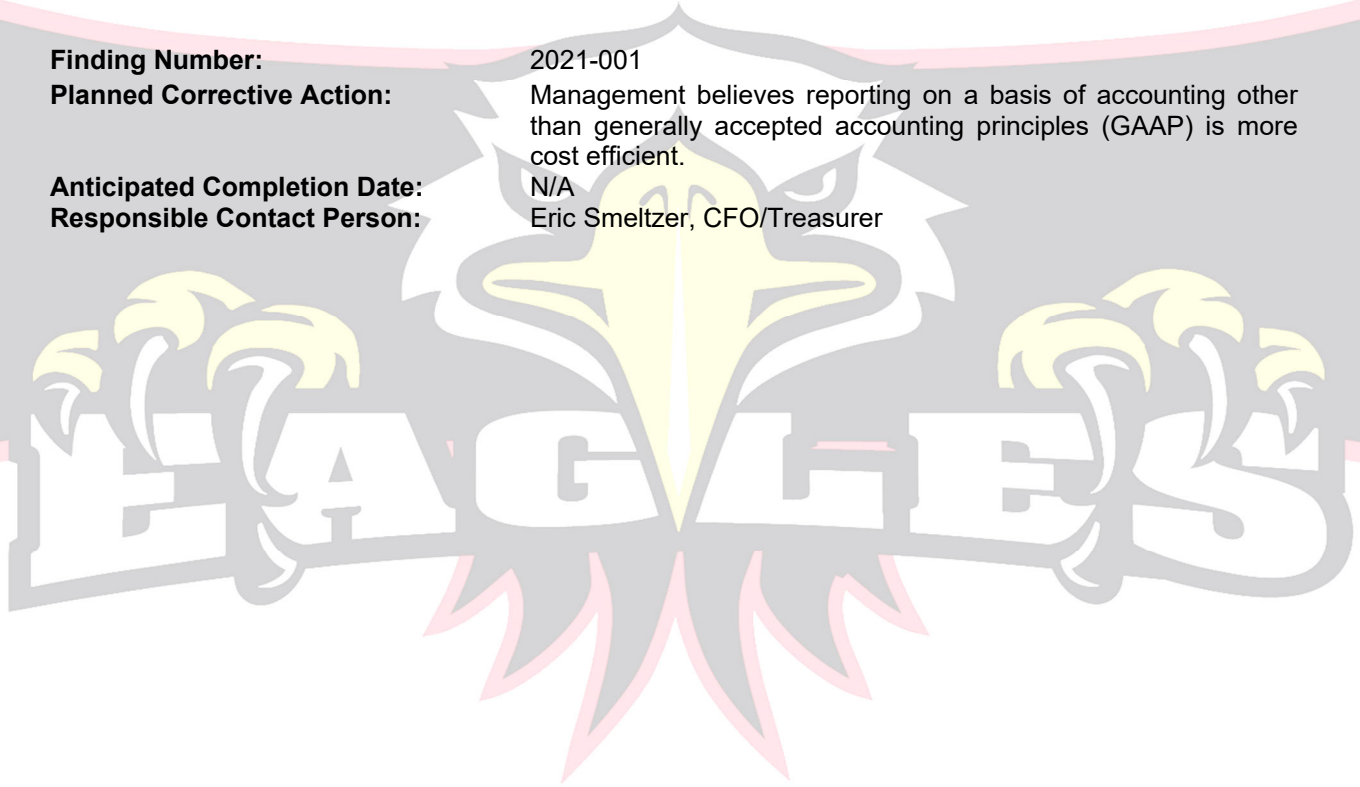 Finding Number: 2021-001
Planned Corrective Action: Management believes reporting on a basis of accounting other
than generally accepted accounting principles (GAAP) is more
cost efficient.
Anticipated Completion Date: N/A
Responsible Contact Person: Eric Smeltzer, CFO/Treasurer
EAGLES